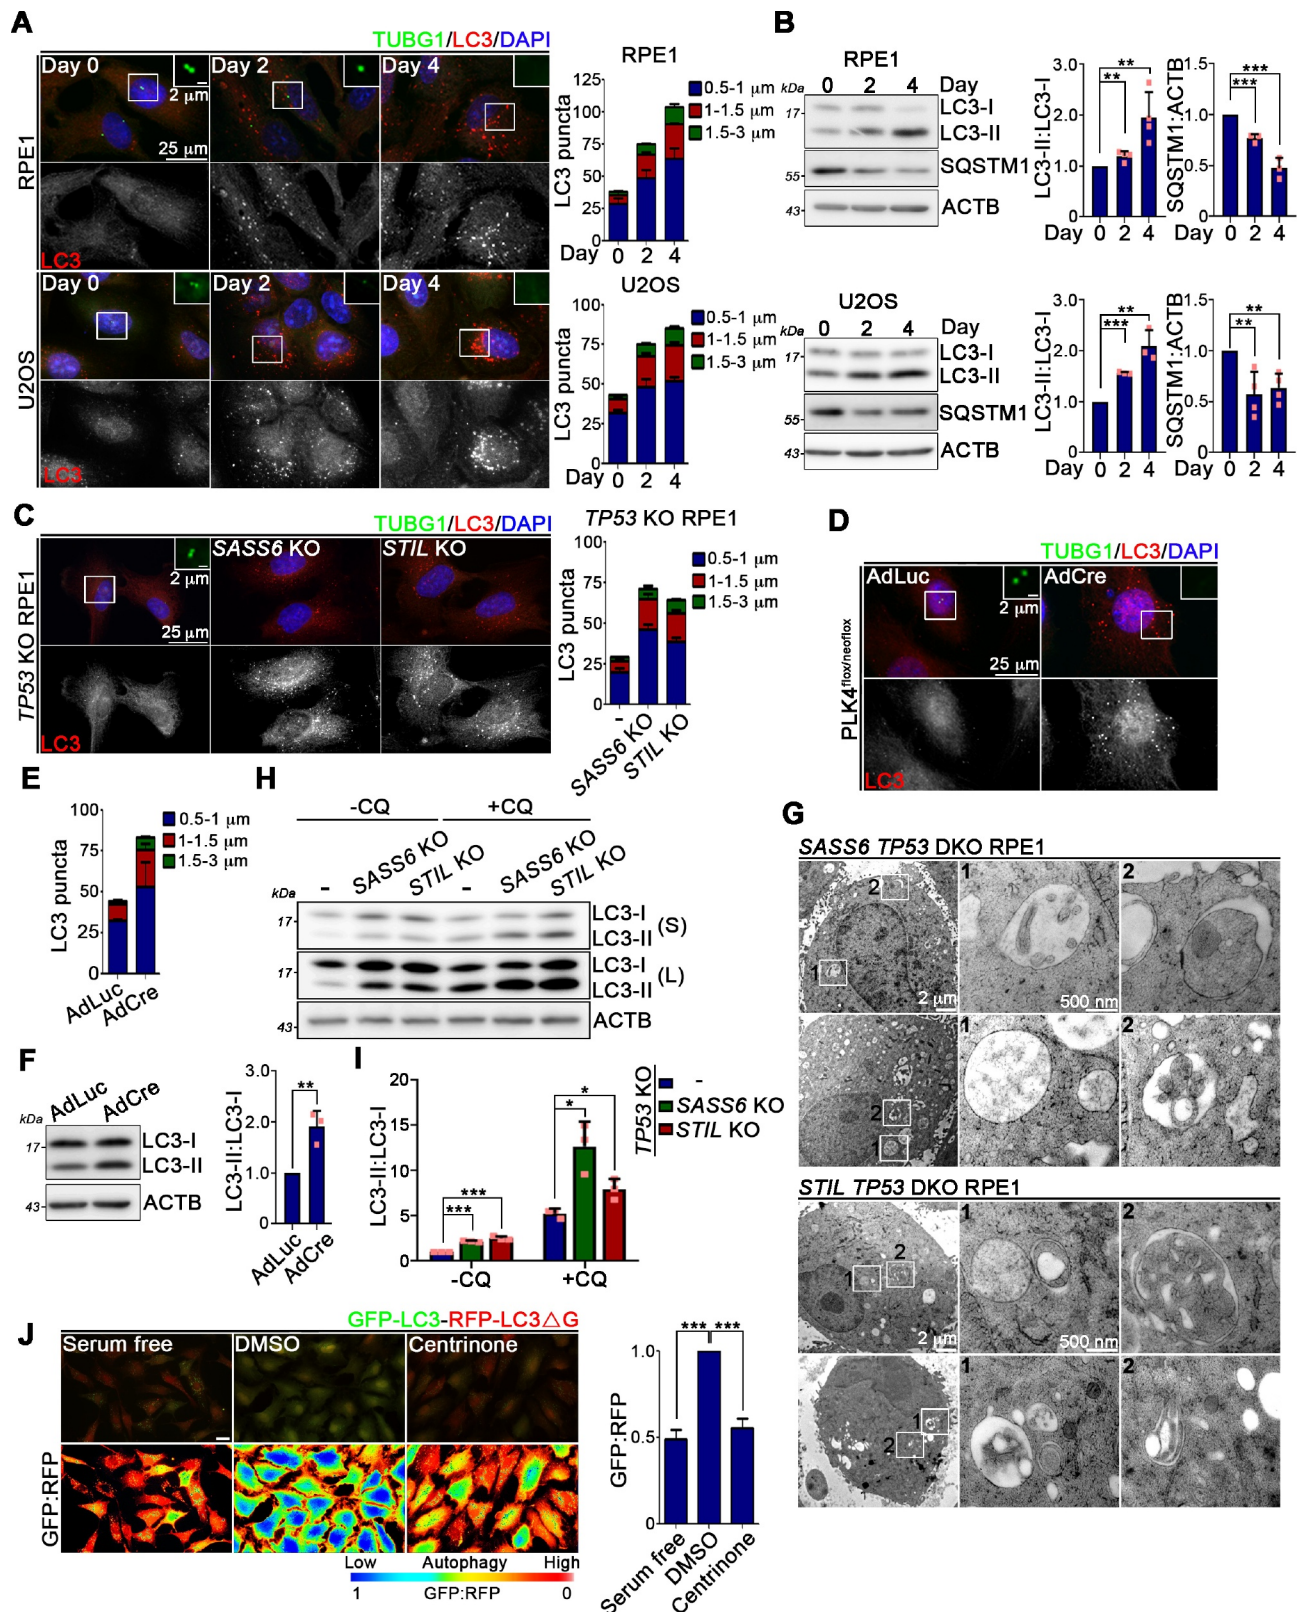 A
TUBG1/LC3/DAPI
Day 0
Day 2
Day 4
2 µm
25 µm
RPE1
LC3
Day 0
Day 2
Day 4
U2OS
LC3
RPE1
LC3 puncta
125
100
75
50
25
0
0.5-1 µm
1-1.5 µm
1.5-3 µm
Day 0 2 4
U2OS
LC3 puncta
100
75
50
25
0
0.5-1 µm
1-1.5 µm
1.5-3 µm
Day 0 2 4
B
RPE1
kDa 0 2 4 Day
17
LC3-I
LC3-II
55
SQSTM1
43
ACTB
LC3-II:LC3-I
3.0
2.0
1.0
0
**
**
Day 0 2 4
SQSTM1:ACTB
1.5
1.0
0.5
0
***
***
Day 0 2 4
U2OS
kDa 0 2 4 Day
17
LC3-I
LC3-II
55
SQSTM1
43
ACTB
LC3-II:LC3-I
3.0
2.0
1.0
0
**
***
Day 0 2 4
SQSTM1:ACTB
1.5
1.0
0.5
0
**
**
Day 0 2 4
C
TUBG1/LC3/DAPI
SASS6 KO
STIL KO
2 µm
25 µm
TP53 KO RPE1
LC3
TP53 KO RPE1
LC3 puncta
100
75
50
25
0
0.5-1 µm
1-1.5 µm
1.5-3 µm
-
SASS6 KO
STIL KO
D
TUBG1/LC3/DAPI
AdLuc
AdCre
2 µm
25 µm
PLK4flox/neoflox
LC3
E
LC3 puncta
100
75
50
25
0
0.5-1 µm
1-1.5 µm
1.5-3 µm
AdLuc
AdCre
H
-CQ
+CQ
kDa
-
SASS6 KO
STIL KO
-
SASS6 KO
STIL KO
17
LC3-I
LC3-II
(S)
17
LC3-I
LC3-II
(L)
43
ACTB
G
SASS6 TP53 DKO RPE1
2
1
2 µm
1
500 nm
2
2
1
1
2
STIL TP53 DKO RPE1
1
2
2 µm
1
500 nm
2
1
2
1
2
F
AdLuc
AdCre
kDa
17
LC3-I
LC3-II
43
ACTB
LC3-II:LC3-I
3.0
2.0
1.0
0
**
AdLuc
AdCre
I
LC3-II:LC3-I
20
15
10
5
0
***
***
*
*
-CQ
+CQ
TP53 KO
-
SASS6 KO
STIL KO
J
GFP-LC3-RFP-LC3△G
Serum free
DMSO
Centrinone
GFP:RFP
Low Autophagy High
1 GFP:RFP 0
GFP:RFP
1.0
0.5
0
*** ***
Serum free
DMSO
Centrinone